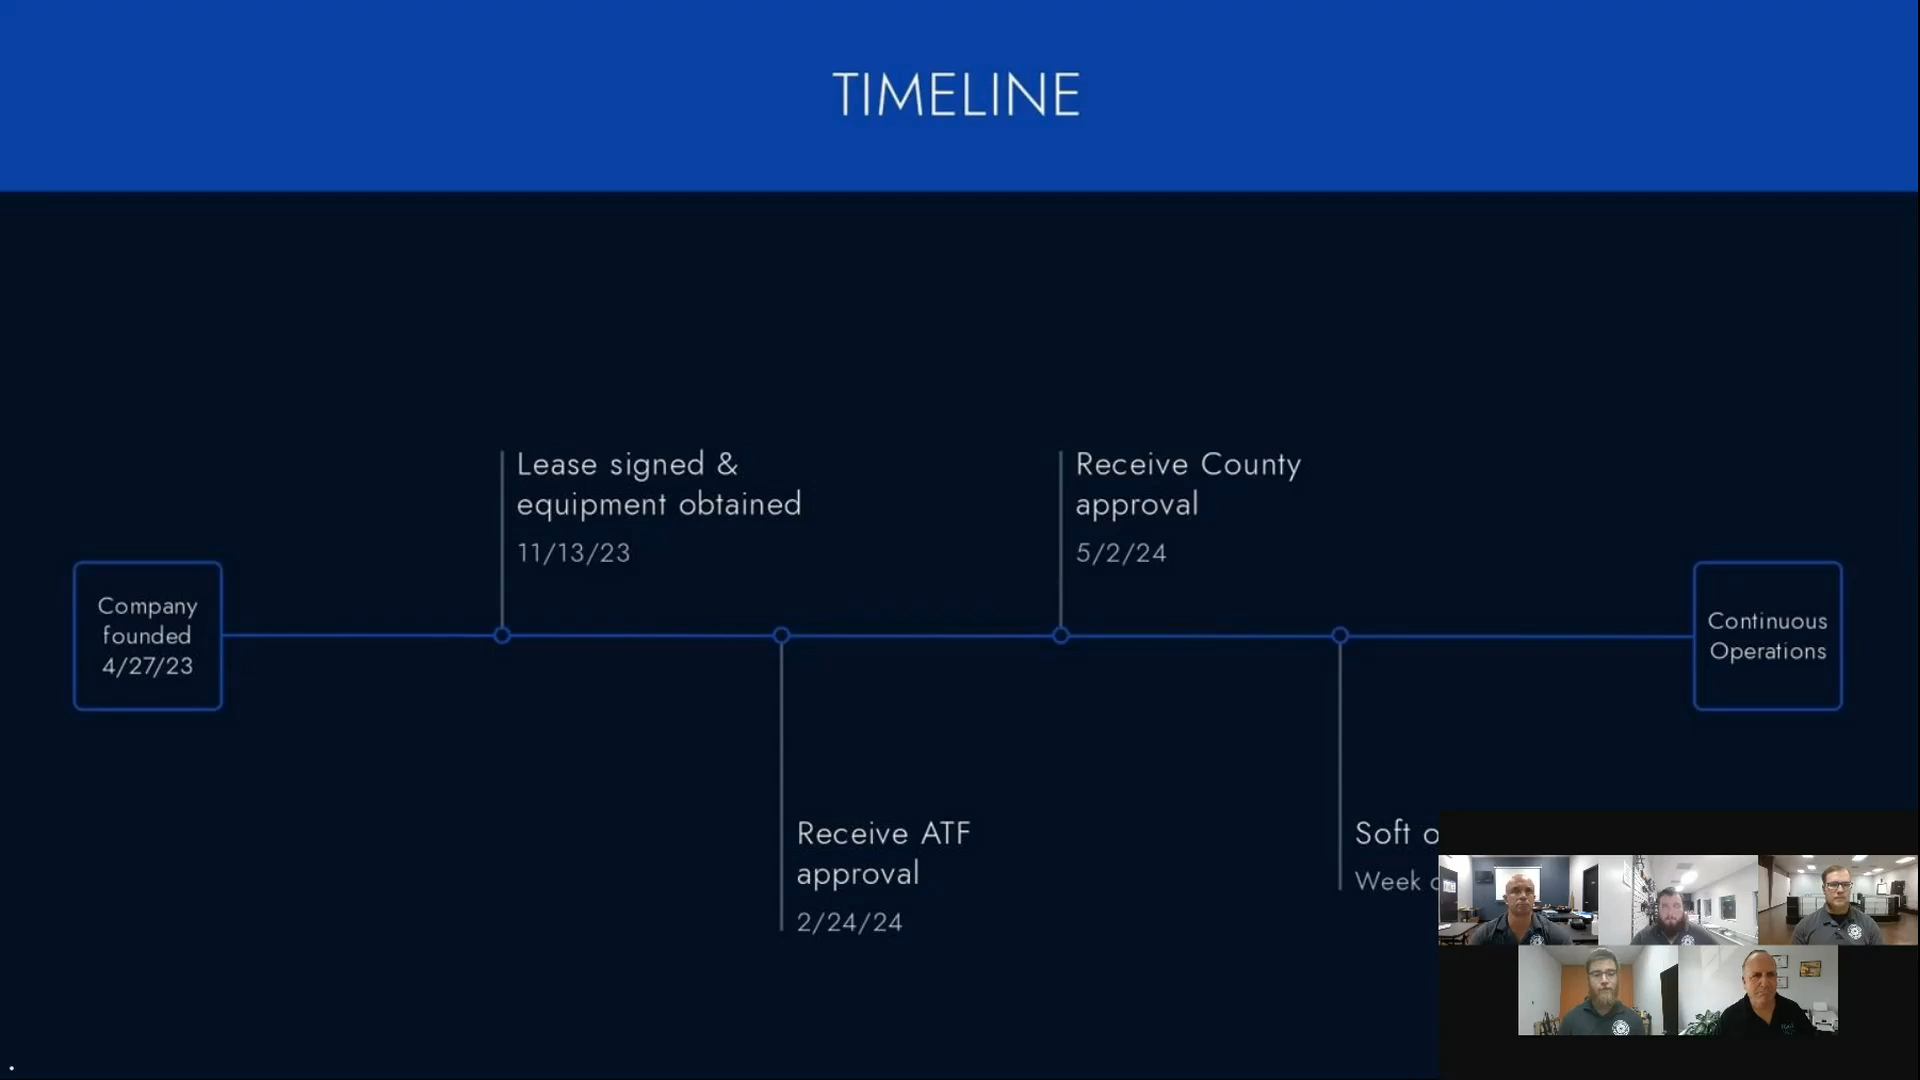 TIMELINE
Lease signed &
equipment obtained
11/13/23
Receive County
approval
5/2/24
Company
founded
4/27/23
Continuous
Operations
Receive ATF
approval
2/24/24
Soft
Week